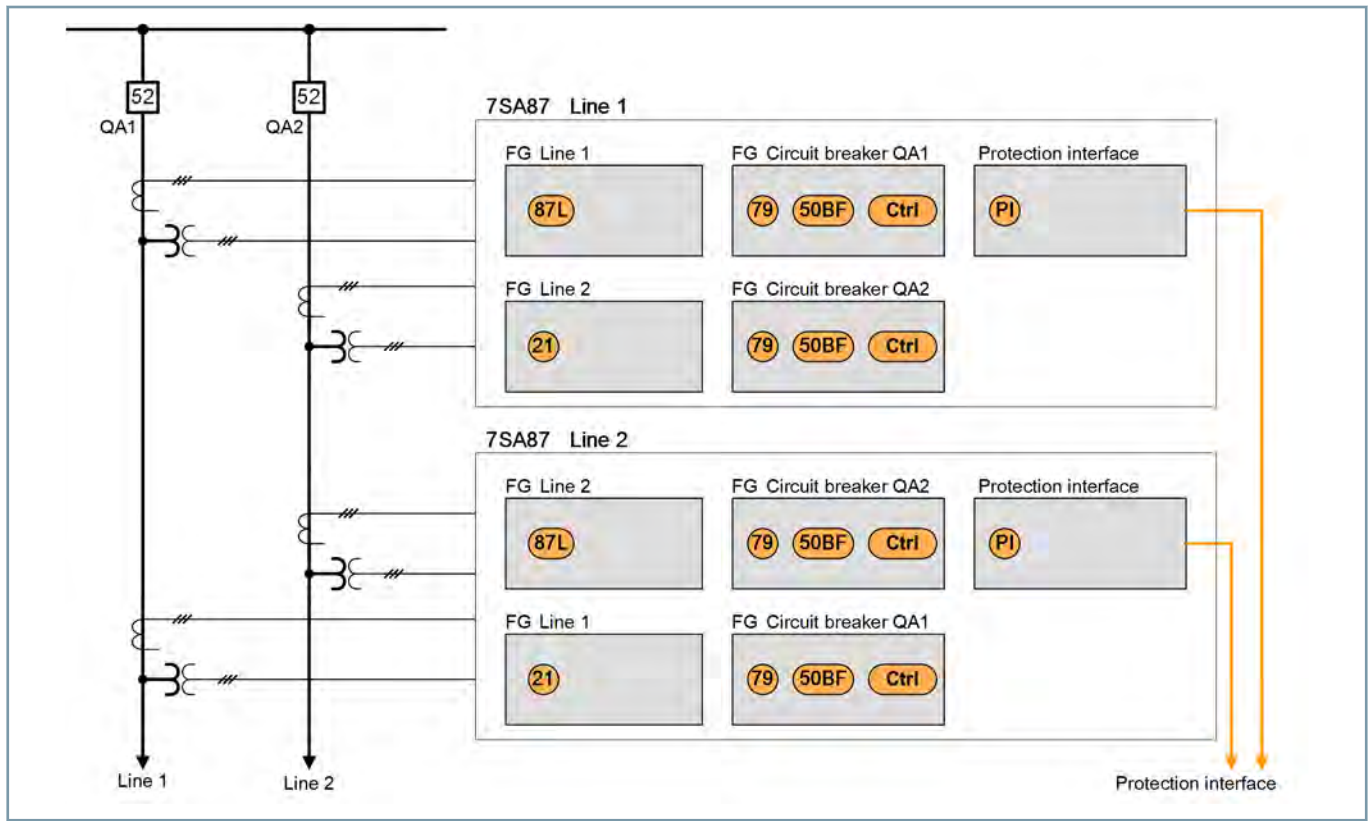 52
52
QA1
QA2
7SA87 Line 1
FG Line 1
FG Circuit breaker QA1
Protection interface
87L
79
50BF
Ctrl
PI
FG Line 2
FG Circuit breaker QA2
21
79
50BF
Ctrl
7SA87 Line 2
FG Line 2
FG Circuit breaker QA2
Protection interface
87L
79
50BF
Ctrl
PI
FG Line 1
FG Circuit breaker QA1
21
79
50BF
Ctrl
Line 1
Line 2
Protection interface